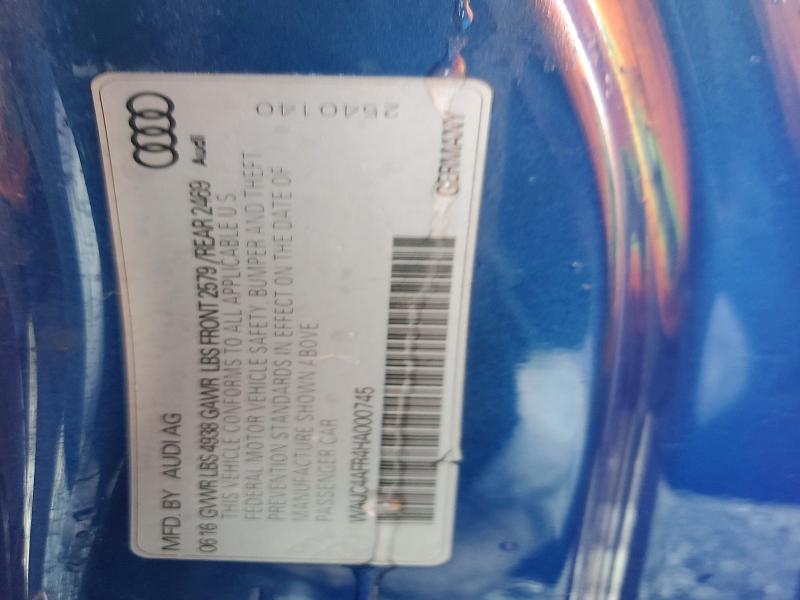 MFD. BY AUDI AG
Audi
06 16 GWWR LBS 4938 GAWR LBS FRONT 2579 / REAR 2469
THIS VEHICLE CONFORMS TO ALL APPLICABLE U S
FEDERAL MOTOR VEHICLE SAFETY, BUMPER AND THEFT
PREVENTION STANDARDS IN EFFECT ON THE DATE OF
MANUFACTURE SHOWN ABOVE
PASSENGER CAR
WAUC4AFR4HA000745
GERMANY